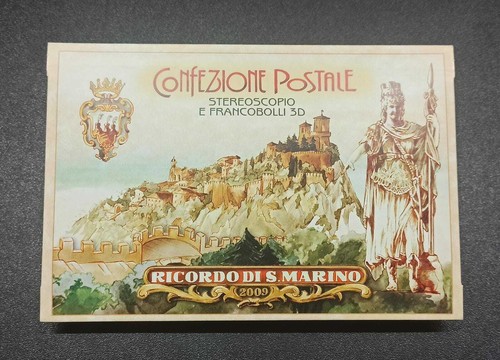 CONFEZIONE POSTALE
STEREOSCOPIO
E FRANCOBOLLI 3D
RICORDO DI S. MARINO
2009